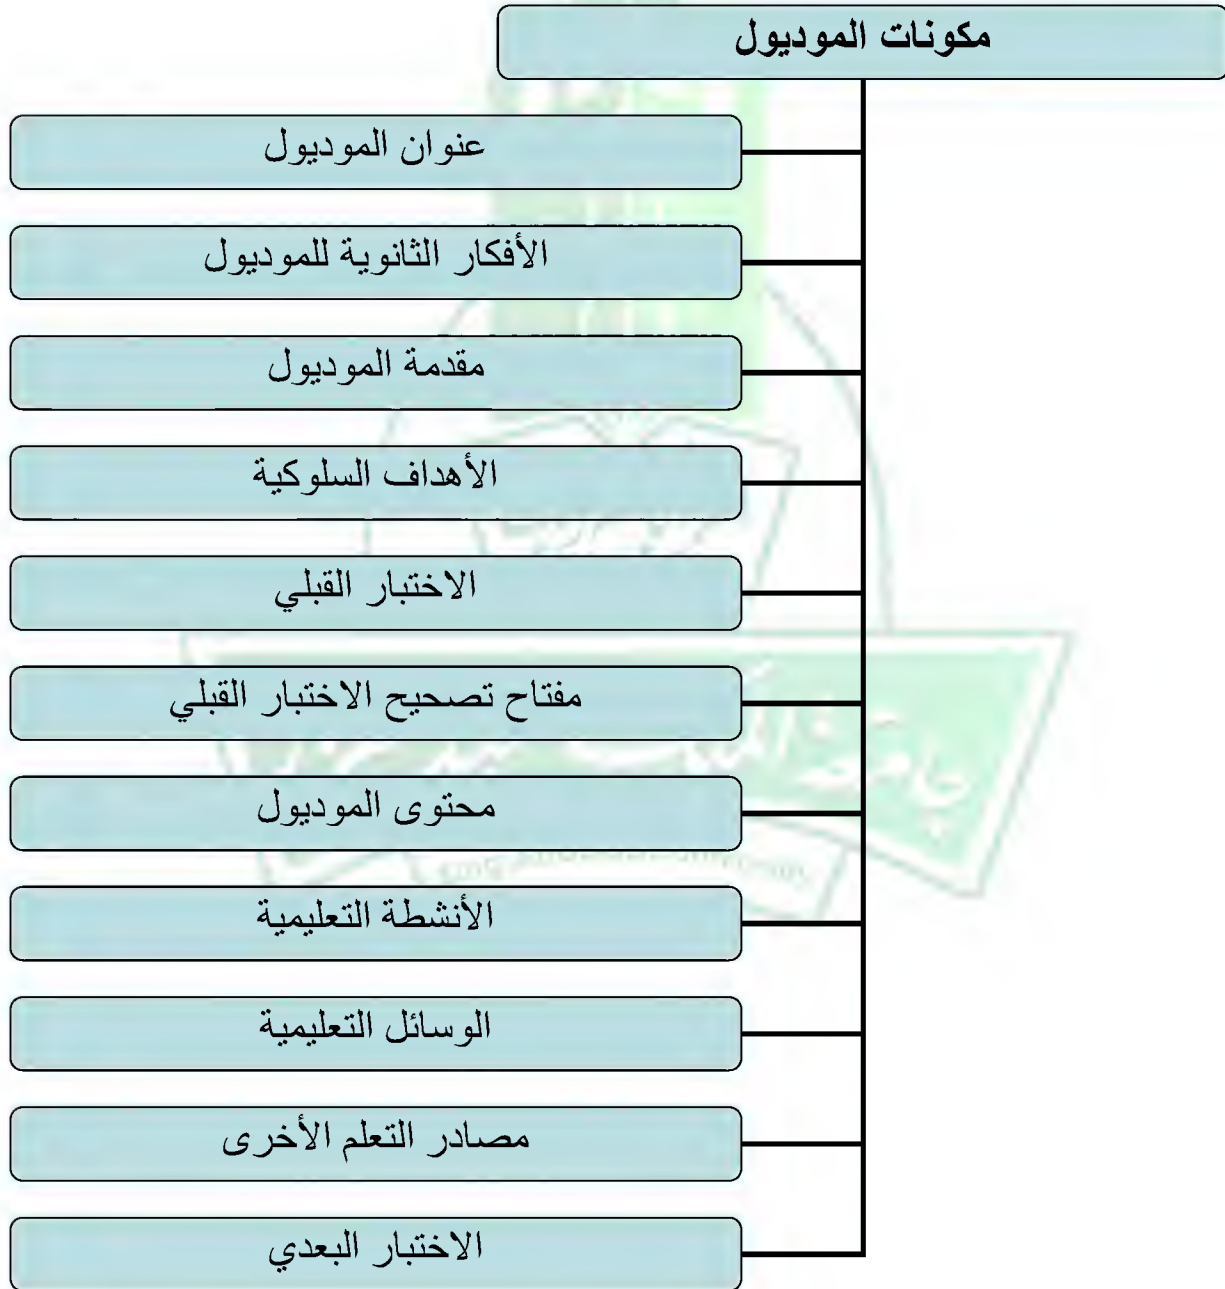 مكونات الموديول
عنوان الموديول
الأفكار الثانوية للموديول
مقدمة الموديول
الأهداف السلوكية
الاختبار القبلي
مفتاح تصحيح الاختبار القبلي
محتوى الموديول
الأنشطة التعليمية
الوسائل التعليمية
مصادر التعلم الأخرى
الاختبار البعدي